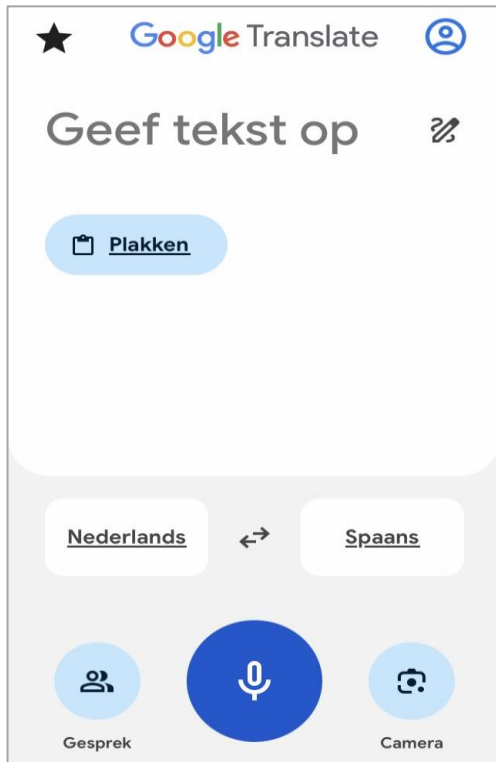 Google Translate
Geef tekst op
Plakken
Nederlands
Spaans
Gesprek
Camera